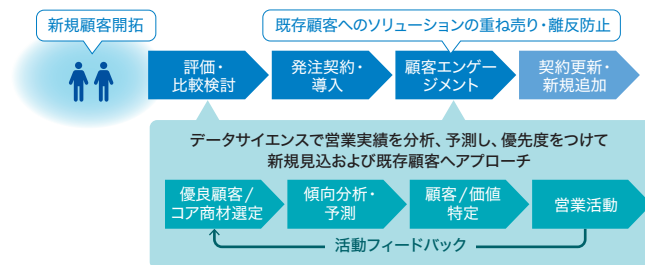 新規顧客開拓
既存顧客へのソリューションの重ね売り・離反防止
評価・
比較検討
発注契約・
導入
顧客エンゲー
ジメント
契約更新・
新規追加
データサイエンスで営業実績を分析、予測し、優先度をつけて
新規見込および既存顧客へアプローチ
優良顧客/
コア商材選定
傾向分析・
予測
顧客/価値
特定
営業活動
活動フィードバック